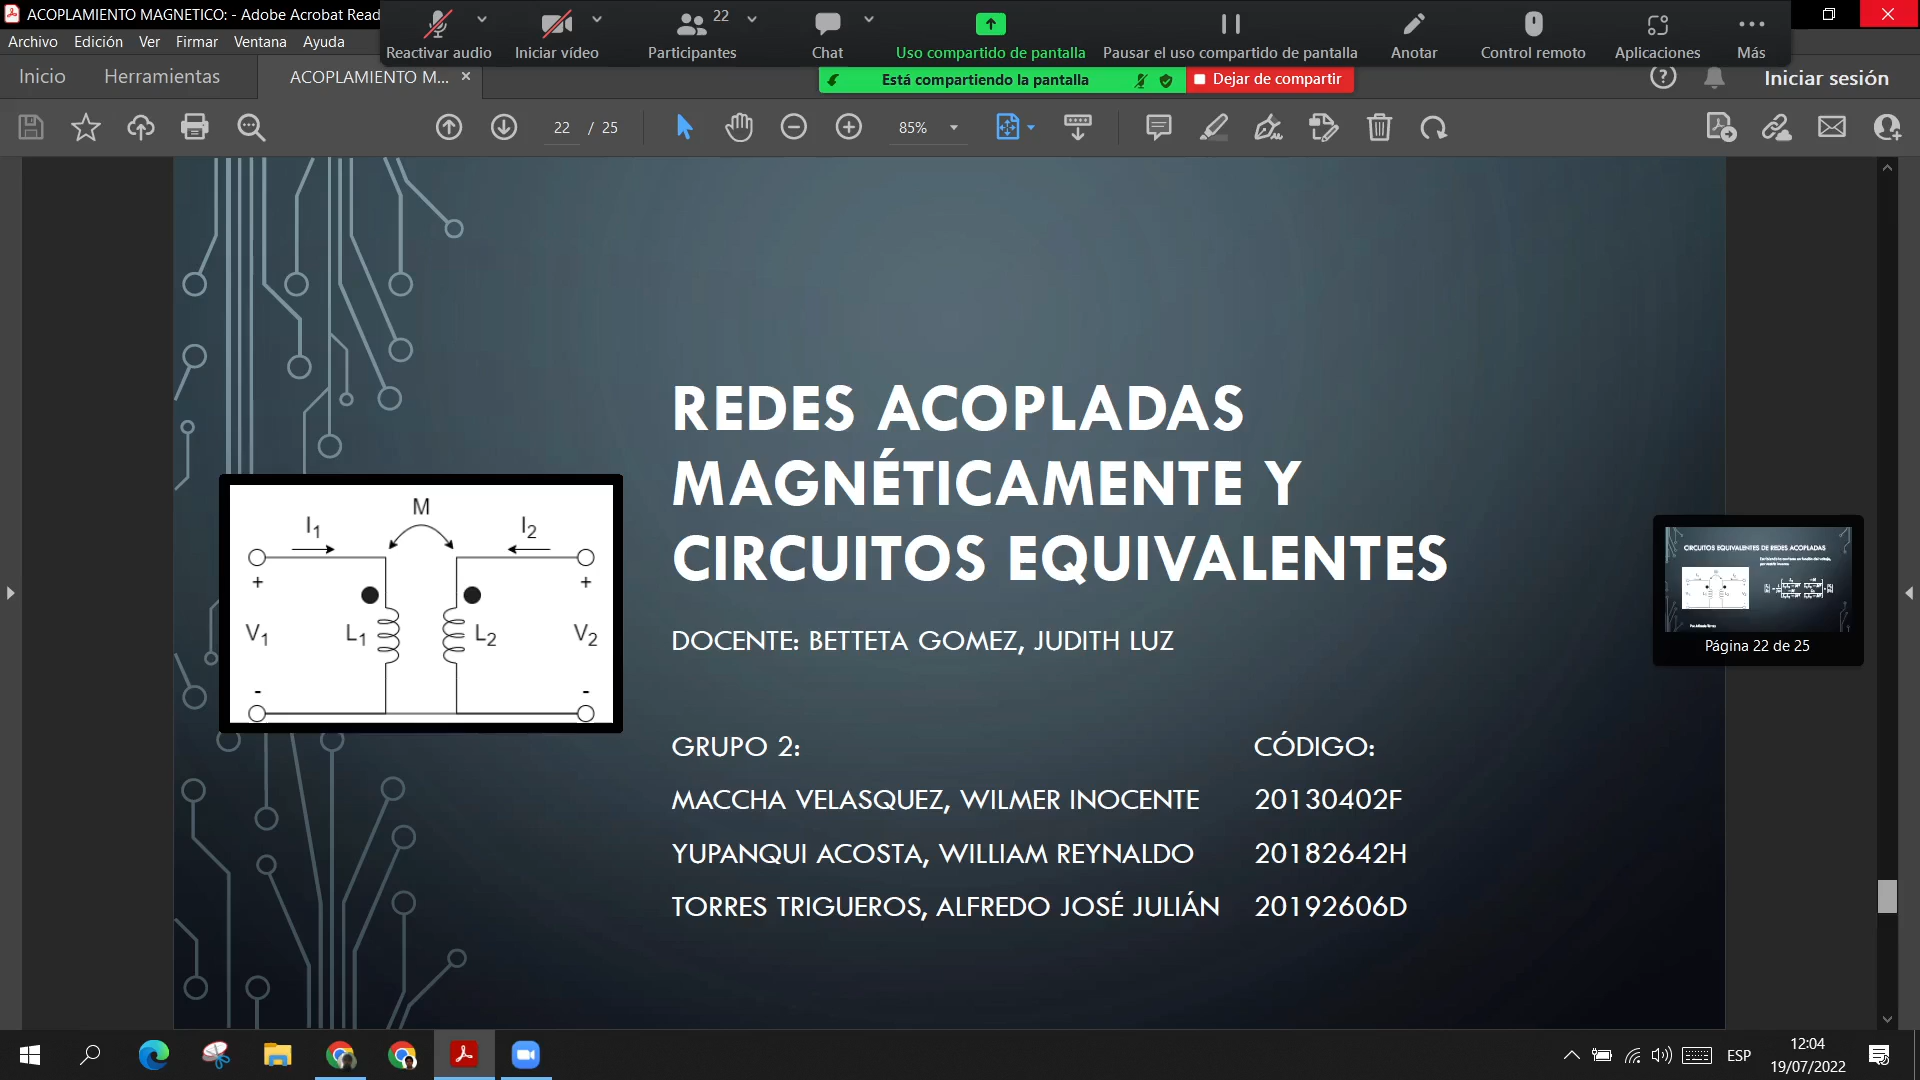 ACOPLAMIENTO MAGNETICO: - Adobe Acrobat Read
Archivo Edición Ver Firmar Ventana Ayuda
22
Reactivar audio Iniciar vídeo Participantes Chat Uso compartido de pantalla Pausar el uso compartido de pantalla Anotar Control remoto Aplicaciones Más
Está compartiendo la pantalla Dejar de compartir
Inicio Herramientas ACOPLAMIENTO M... × Iniciar sesión
22 / 25 85%
REDES ACOPLADAS
MAGNÉTICAMENTE Y
CIRCUITOS EQUIVALENTES
DOCENTE: BETTETA GOMEZ, JUDITH LUZ
GRUPO 2: CÓDIGO:
MACCHA VELASQUEZ, WILMER INOCENTE 20130402F
YUPANQUI ACOSTA, WILLIAM REYNALDO 20182642H
TORRES TRIGUEROS, ALFREDO JOSÉ JULIÁN 20192606D
M
I1 I2
+ +
V1 L1 L2 V2
- -
CIRCUITOS EQUIVALENTES DE REDES ACOPLADAS
Página 22 de 25
ESP
12:04
19/07/2022